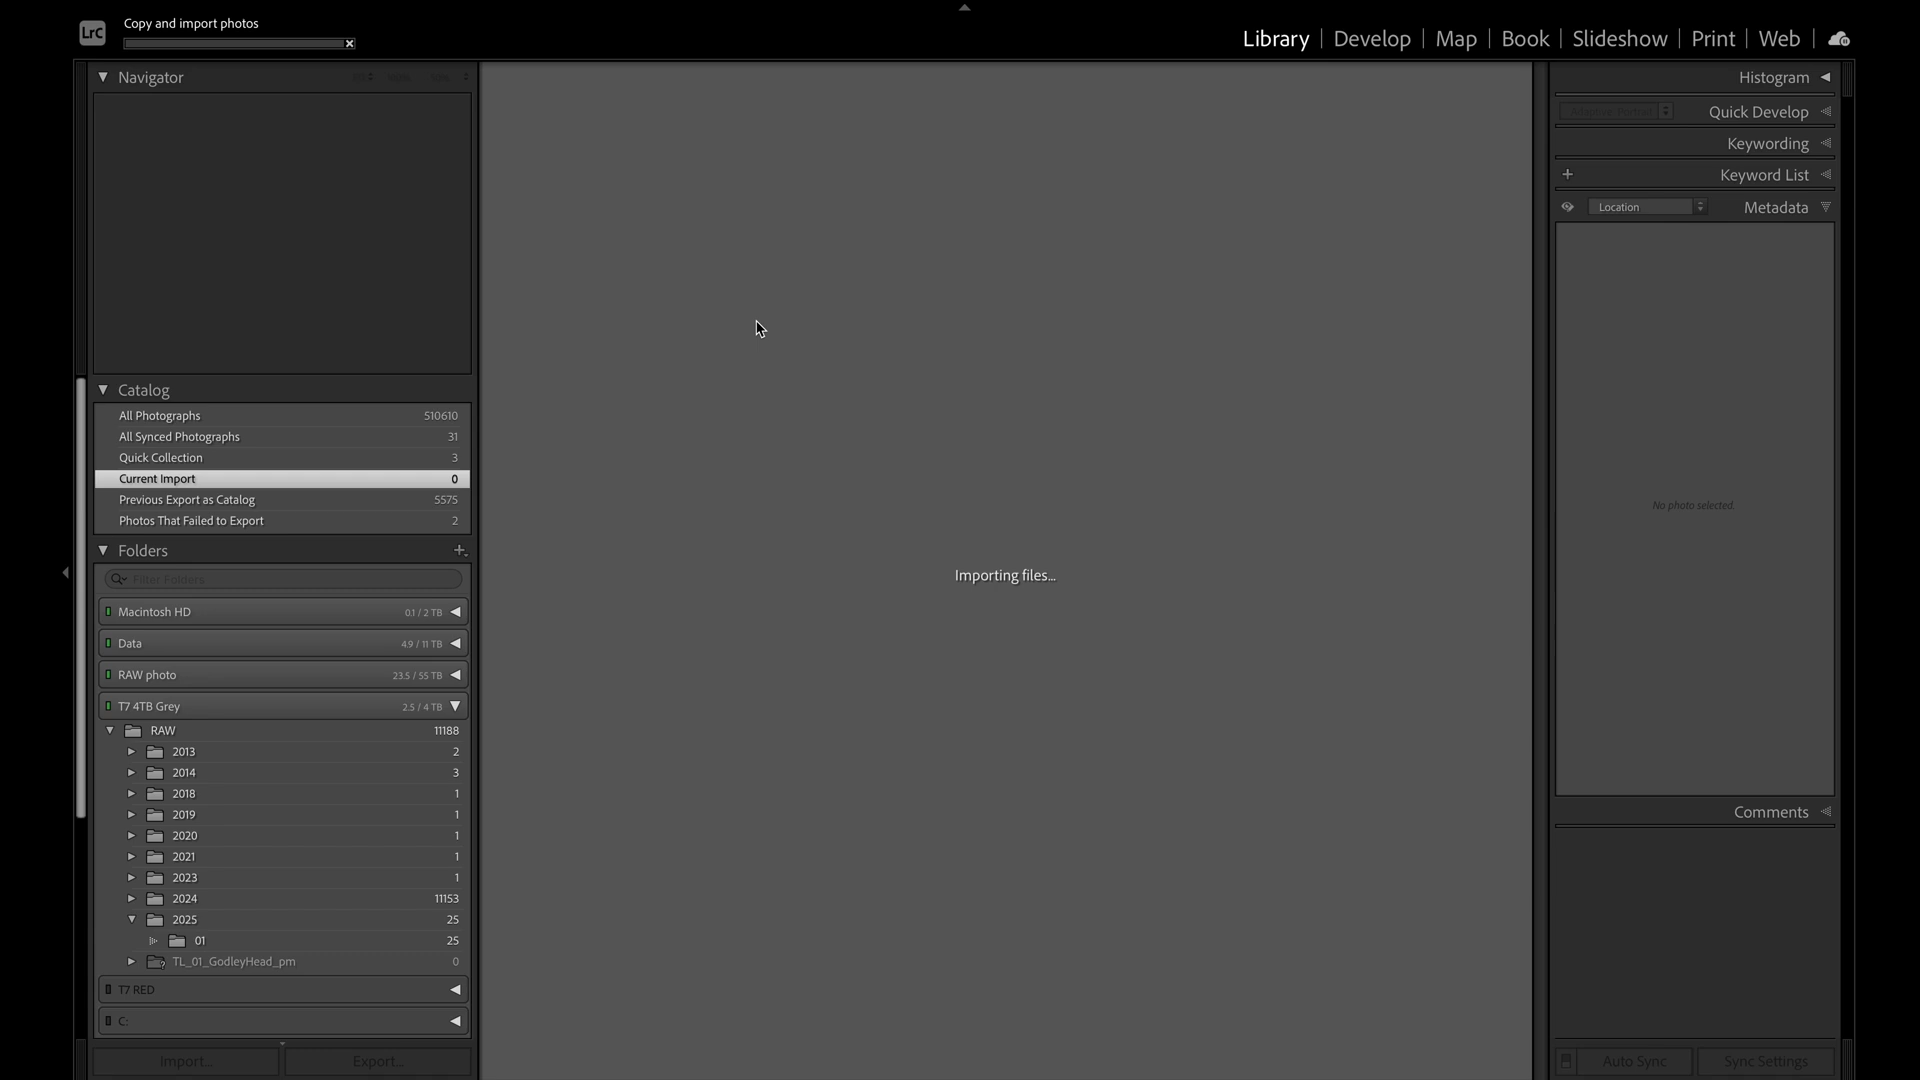 LrC
Copy and import photos
Library
Develop
Map
Book
Slideshow
Print
Web
Navigator
Catalog
All Photographs 510610
All Synced Photographs 31
Quick Collection 3
Current Import 0
Previous Export as Catalog 5575
Photos That Failed to Export 2
Folders
Filter Folders
Macintosh HD 0.1 / 2 TB
Data 4.9 / 11 TB
RAW photo 23.5 / 55 TB
T7 4TB Grey 2.5 / 4 TB
RAW 11188
2013 2
2014 3
2018 1
2019 1
2020 1
2021 1
2023 1
2024 11153
2025 25
01 25
TL_01_GodleyHead_pm 0
T7 RED
C:
Import...
Export...
Importing files...
Histogram
Quick Develop
Keywording
Keyword List
Location
Metadata
No photo selected.
Comments
Auto Sync
Sync Settings